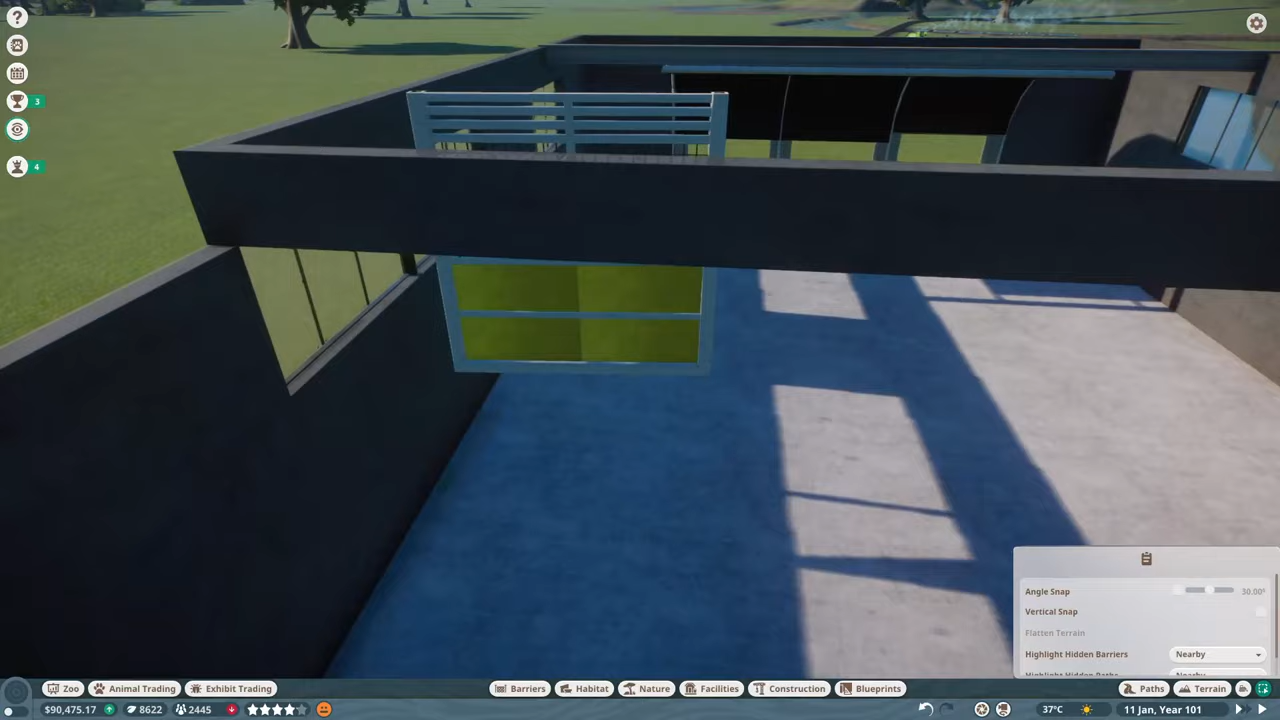 ?
3
4
Angle Snap 30.00°
Vertical Snap
Flatten Terrain
Highlight Hidden Barriers Nearby
Zoo Animal Trading Exhibit Trading Barriers Habitat Nature Facilities Construction Blueprints Paths Terrain
$90,475.17 8622 2445 37°C 11 Jan, Year 101